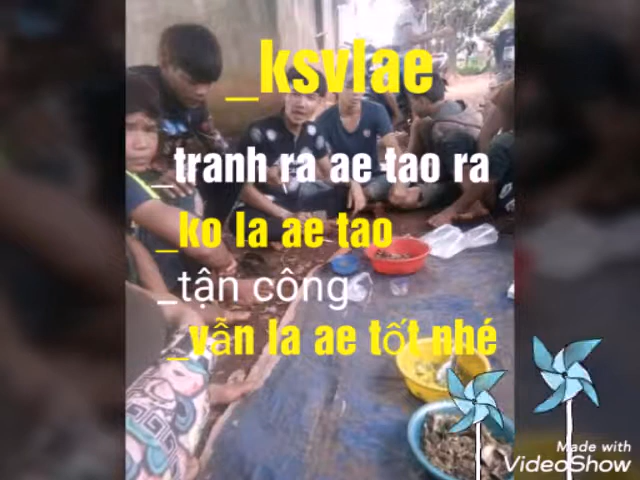 _ksvlae
_tranh ra ae tao ra
_ko la ae tao
_tận công
_vẫn la ae tốt nhé
Made with
VideoShow